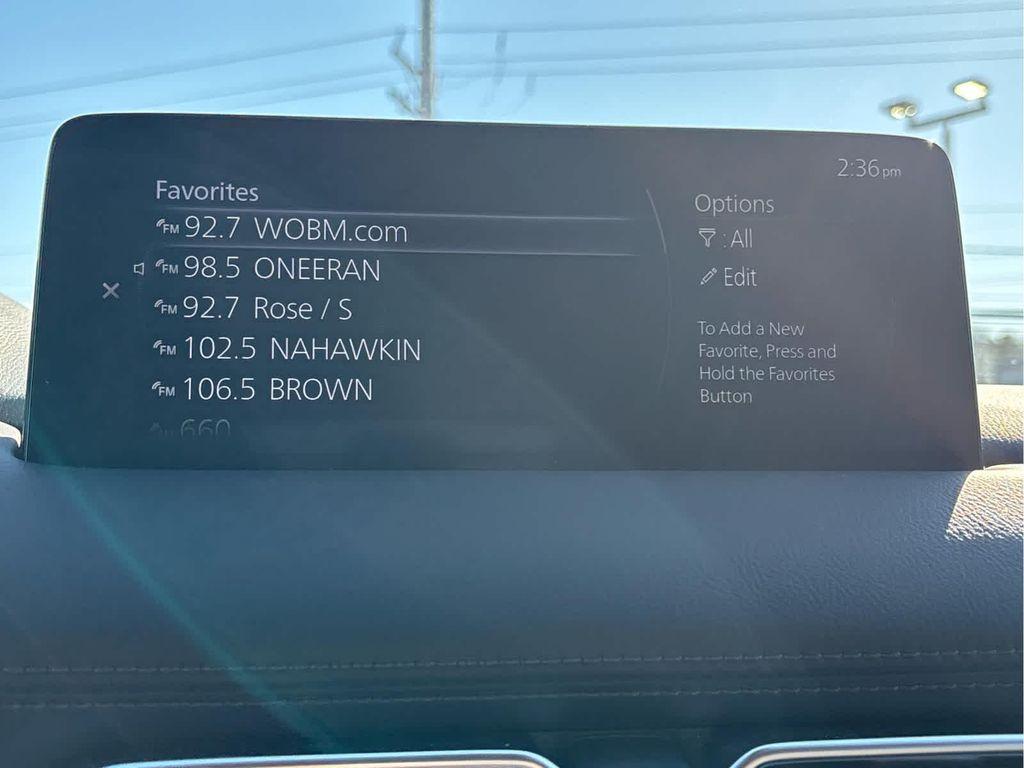 2:36 pm
Favorites
FM 92.7 WOBM.com
FM 98.5 ONEERAN
FM 92.7 Rose / S
FM 102.5 NAHAWKIN
FM 106.5 BROWN
660
Options
: All
Edit
To Add a New
Favorite, Press and
Hold the Favorites
Button